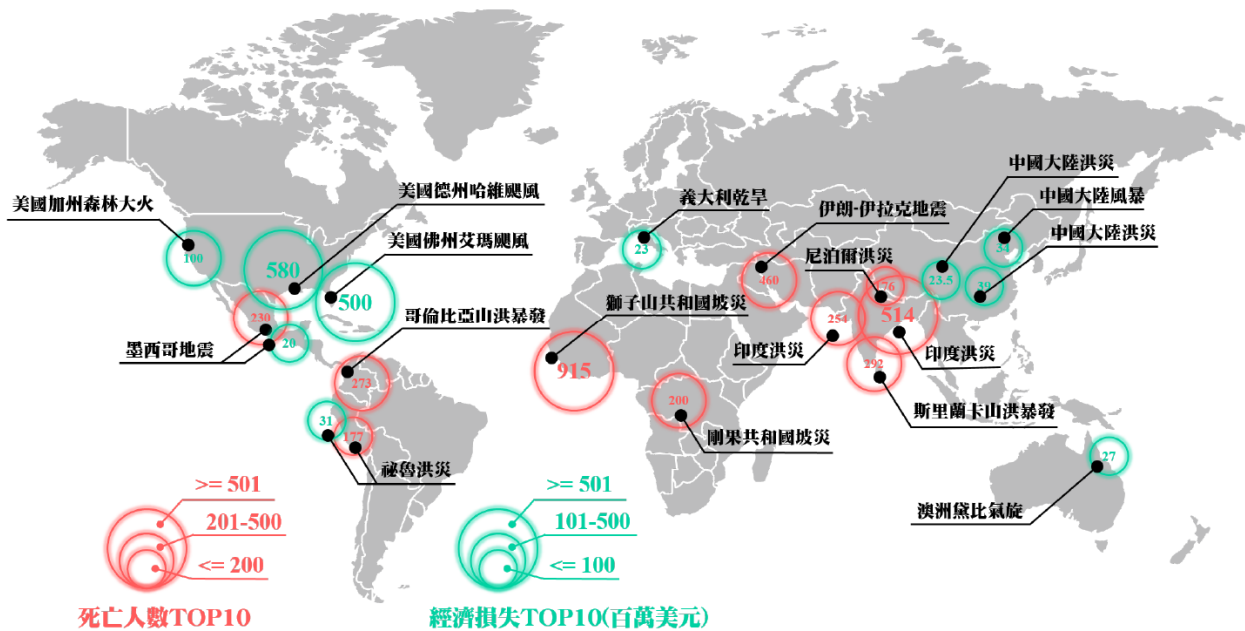 中國大陸洪災
美國德州哈維颶風
義大利乾旱
中國大陸風暴
美國加州森林大火
伊朗-伊拉克地震
中國大陸洪災
美國佛州艾瑪颶風
尼泊爾洪災
100
580
23
34
460
176
23.5
39
500
獅子山共和國坡災
254
514
230
哥倫比亞山洪暴發
20
墨西哥地震
印度洪災
印度洪災
915
292
273
200
斯里蘭卡山洪暴發
31
177
剛果共和國坡災
27
祕魯洪災
澳洲黛比氣旋
>= 501
201-500
<= 200
死亡人數TOP10
>= 501
101-500
<= 100
經濟損失TOP10(百萬美元)